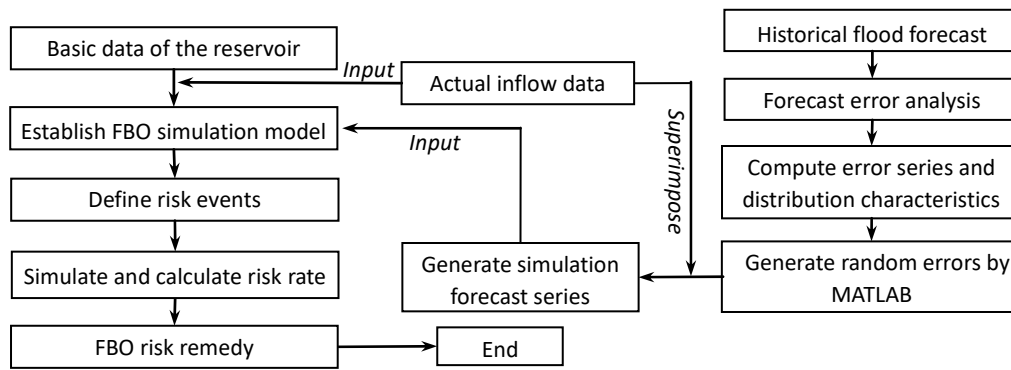 Basic data of the reservoir
Input
Actual inflow data
Establish FBO simulation model
Input
Define risk events
Simulate and calculate risk rate
FBO risk remedy
End
Superimpose
Generate simulation
forecast series
Historical flood forecast
Forecast error analysis
Compute error series and
distribution characteristics
Generate random errors by
MATLAB